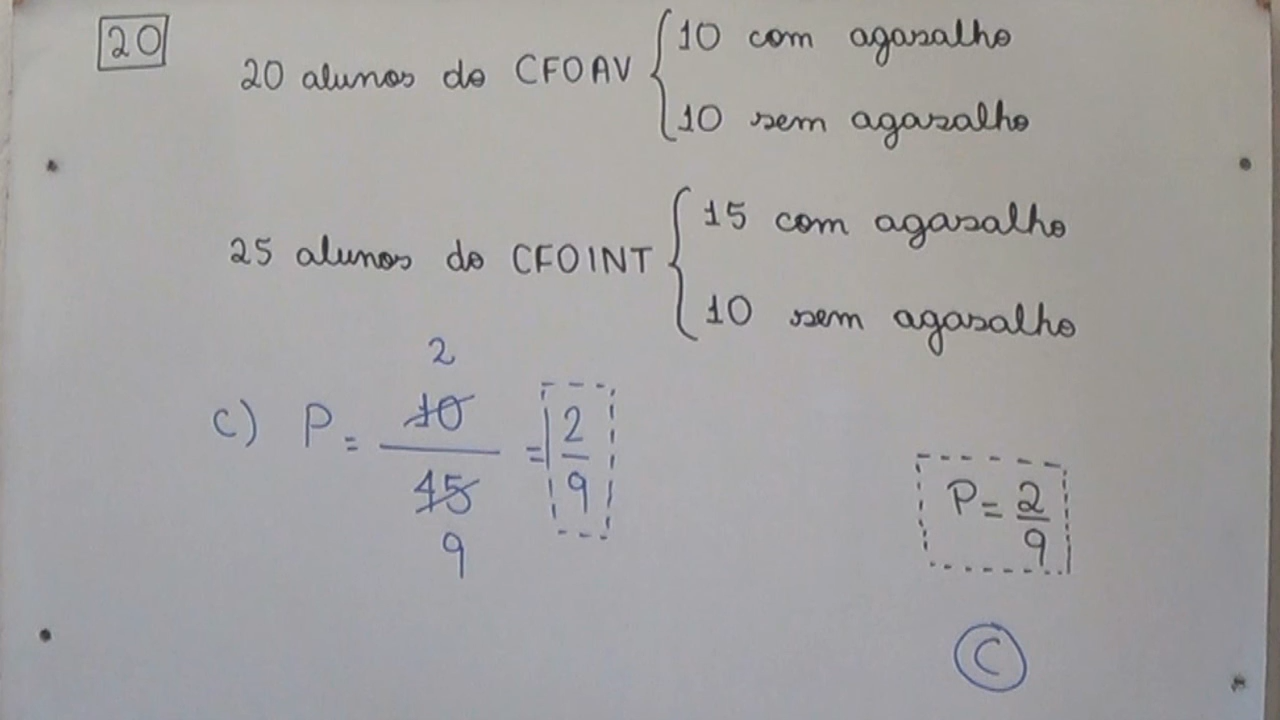 20
20 alunos do CFOAV { 10 com agasalho
10 sem agasalho
25 alunos do CFOINT { 15 com agasalho
10 sem agasalho
2
c) P = 10/45 = 2/9
9
P = 2/9
C